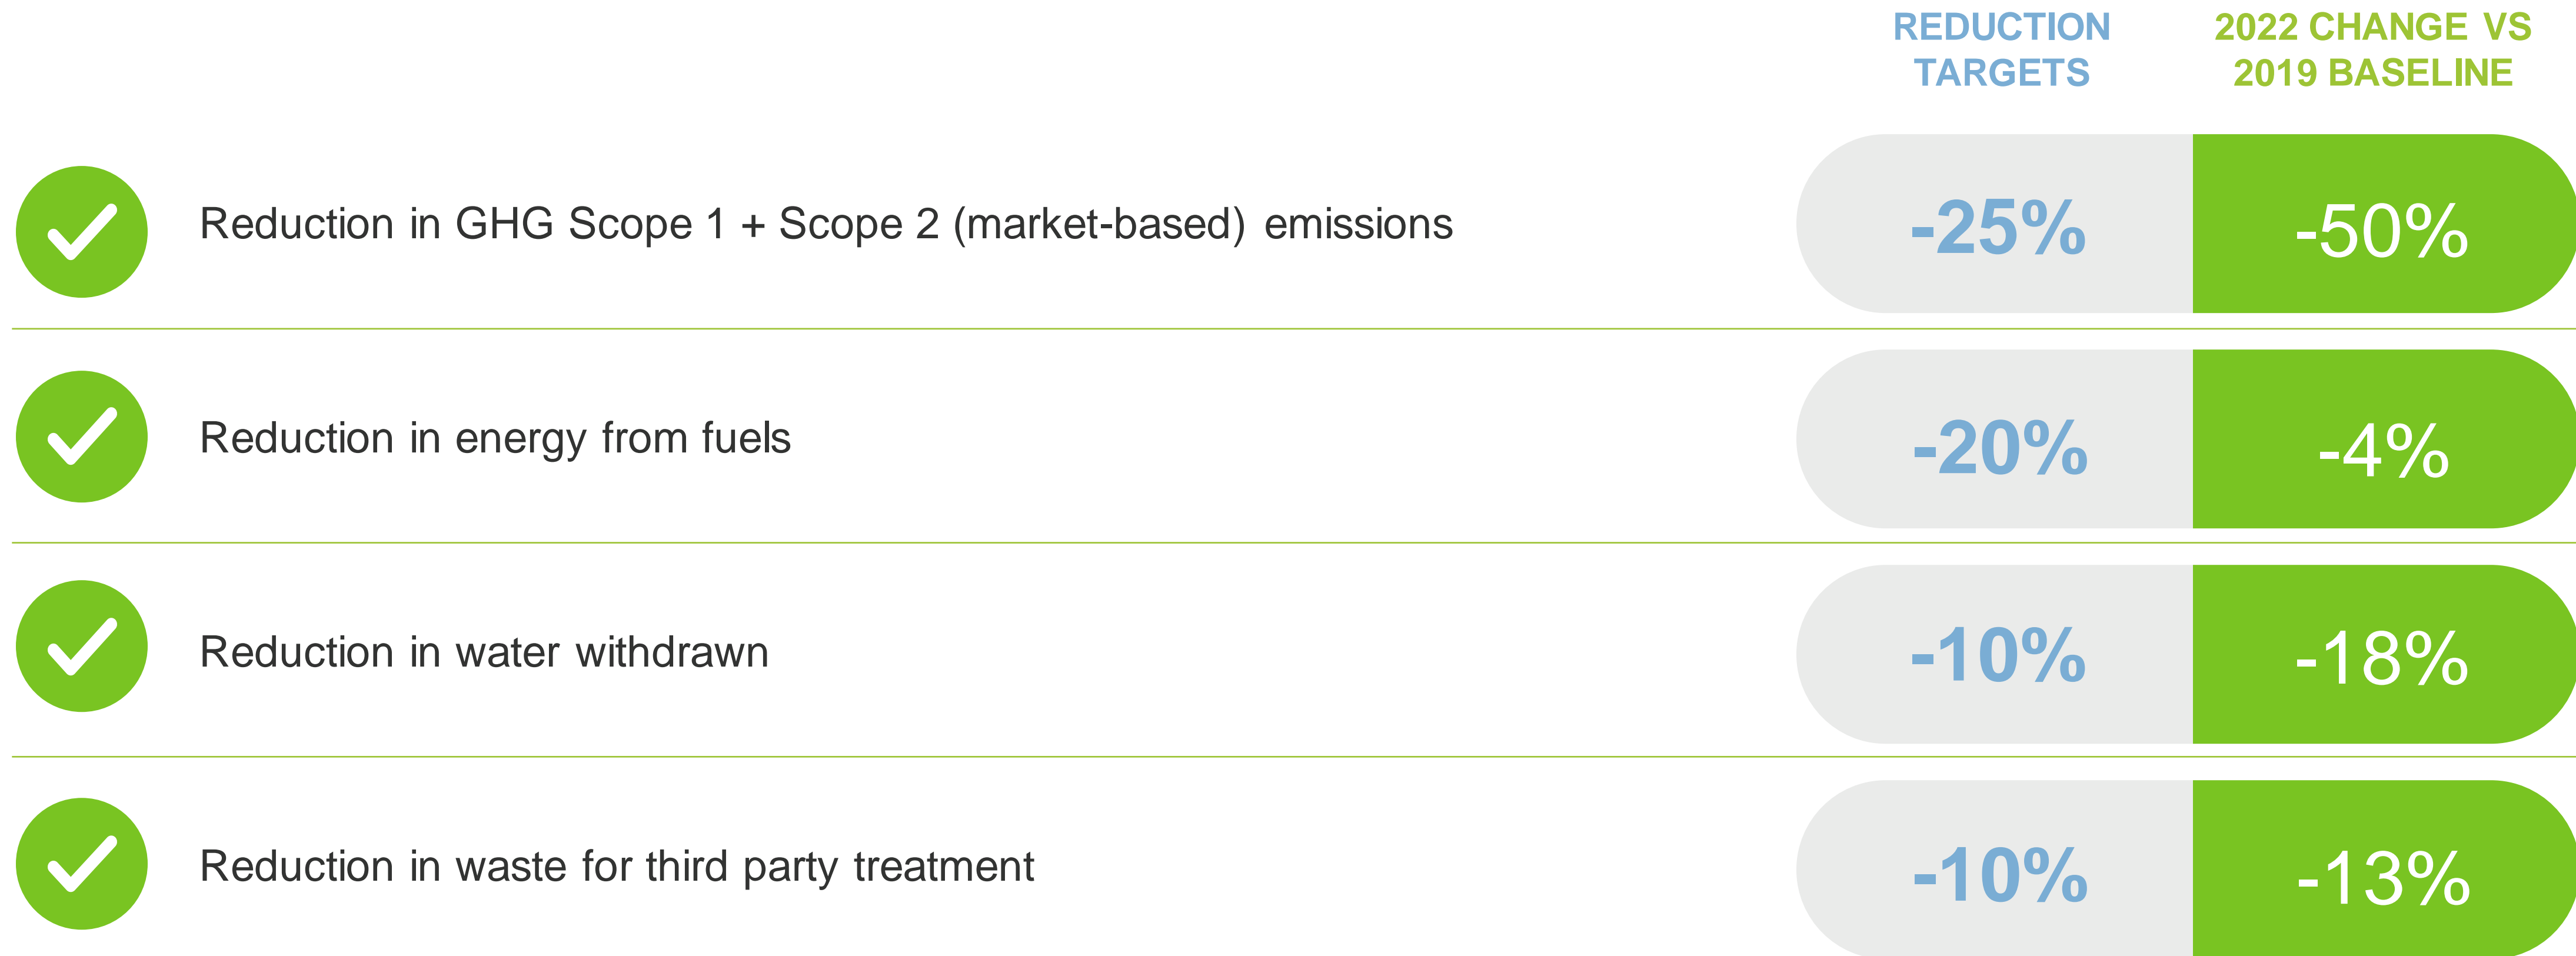 REDUCTION
TARGETS
2022 CHANGE VS
2019 BASELINE
Reduction in GHG Scope 1 + Scope 2 (market-based) emissions
-25%
-50%
Reduction in energy from fuels
-20%
-4%
Reduction in water withdrawn
-10%
-18%
Reduction in waste for third party treatment
-10%
-13%